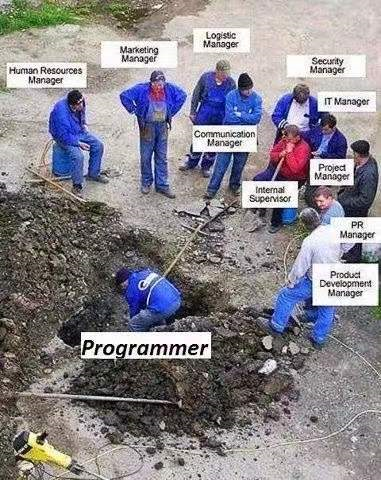 Logistic
Manager
Marketing
Manager
Security
Manager
Human Resources
Manager
IT Manager
Communication
Manager
Project
Manager
Internal
Supervisor
PR
Manager
Product
Development
Manager
Programmer